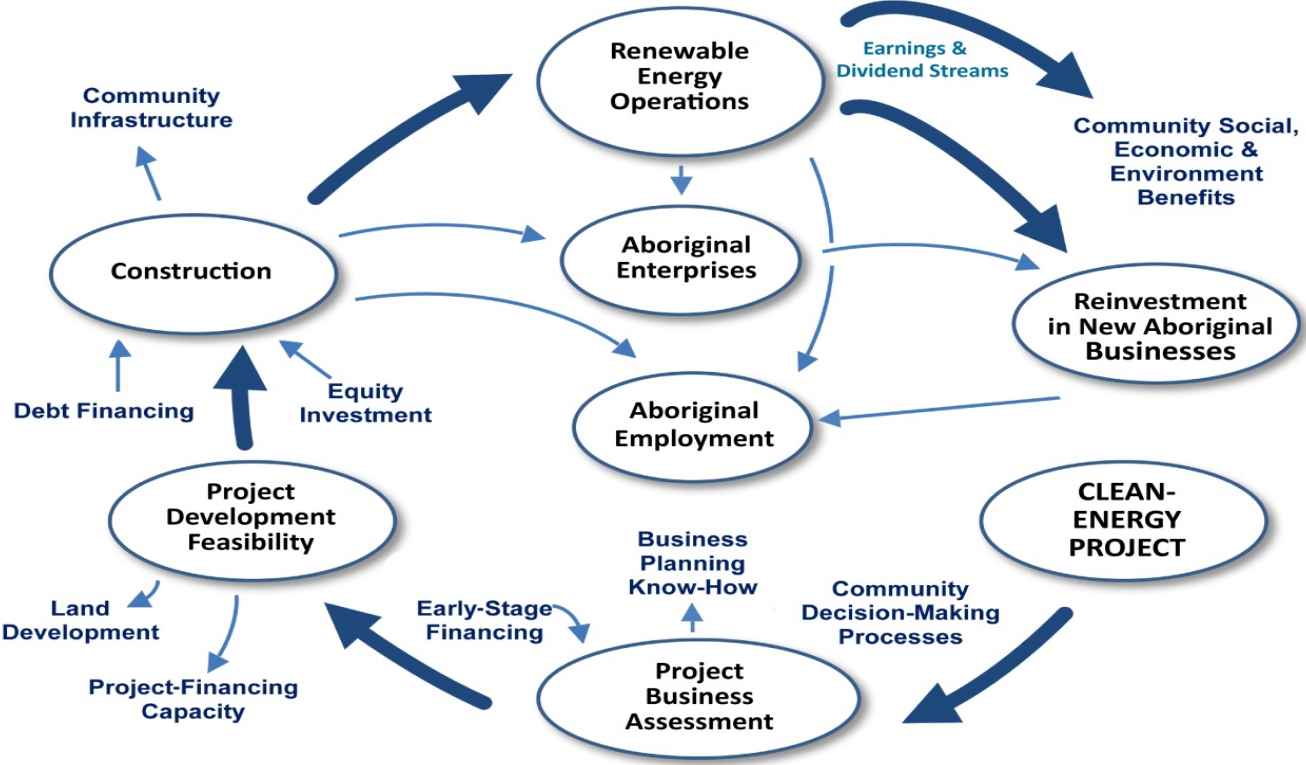 Renewable
Energy
Operations
Earnings &
Dividend Streams
Community
Infrastructure
Community Social,
Economic &
Environment
Benefits
Construction
Aboriginal
Enterprises
Reinvestment
in New Aboriginal
Businesses
Debt Financing
Equity
Investment
Aboriginal
Employment
Project
Development
Feasibility
CLEAN-
ENERGY
PROJECT
Business
Planning
Know-How
Community
Decision-Making
Processes
Land
Development
Early-Stage
Financing
Project-Financing
Capacity
Project
Business
Assessment